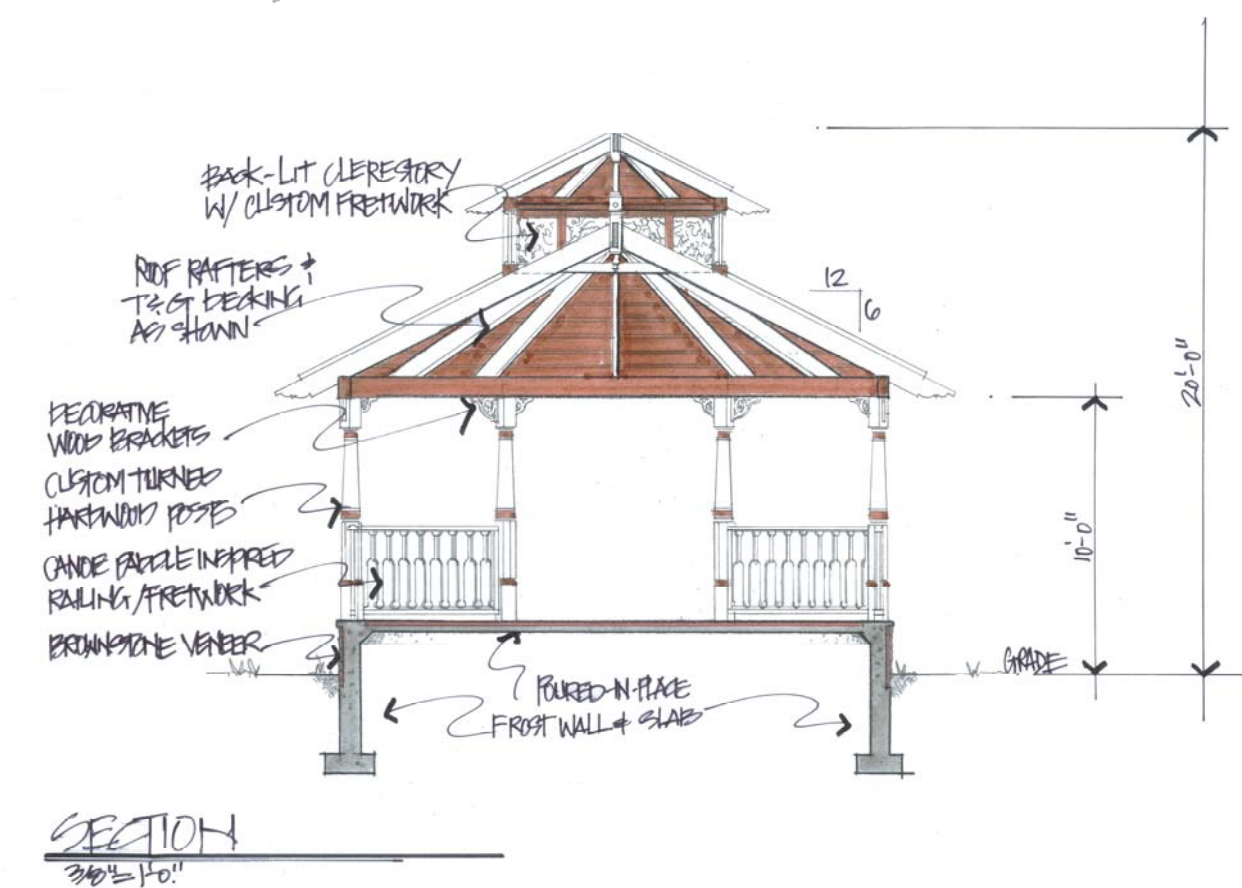 BACK-LIT CLERESTORY
W/ CUSTOM FRETWORK
ROOF RAFTERS &
T&G DECKING
AS SHOWN
12
6
20'-0"
DECORATIVE
WOOD BRACKETS
CUSTOM TURNED
HARDWOOD POSTS
10'-0"
CANOE PADDLE INSPIRED
RAILING/FRETWORK
BROWNSTONE VENEER
GRADE
POURED-IN-PLACE
FROST WALL & SLAB
SECTION
3/8"=1'-0"